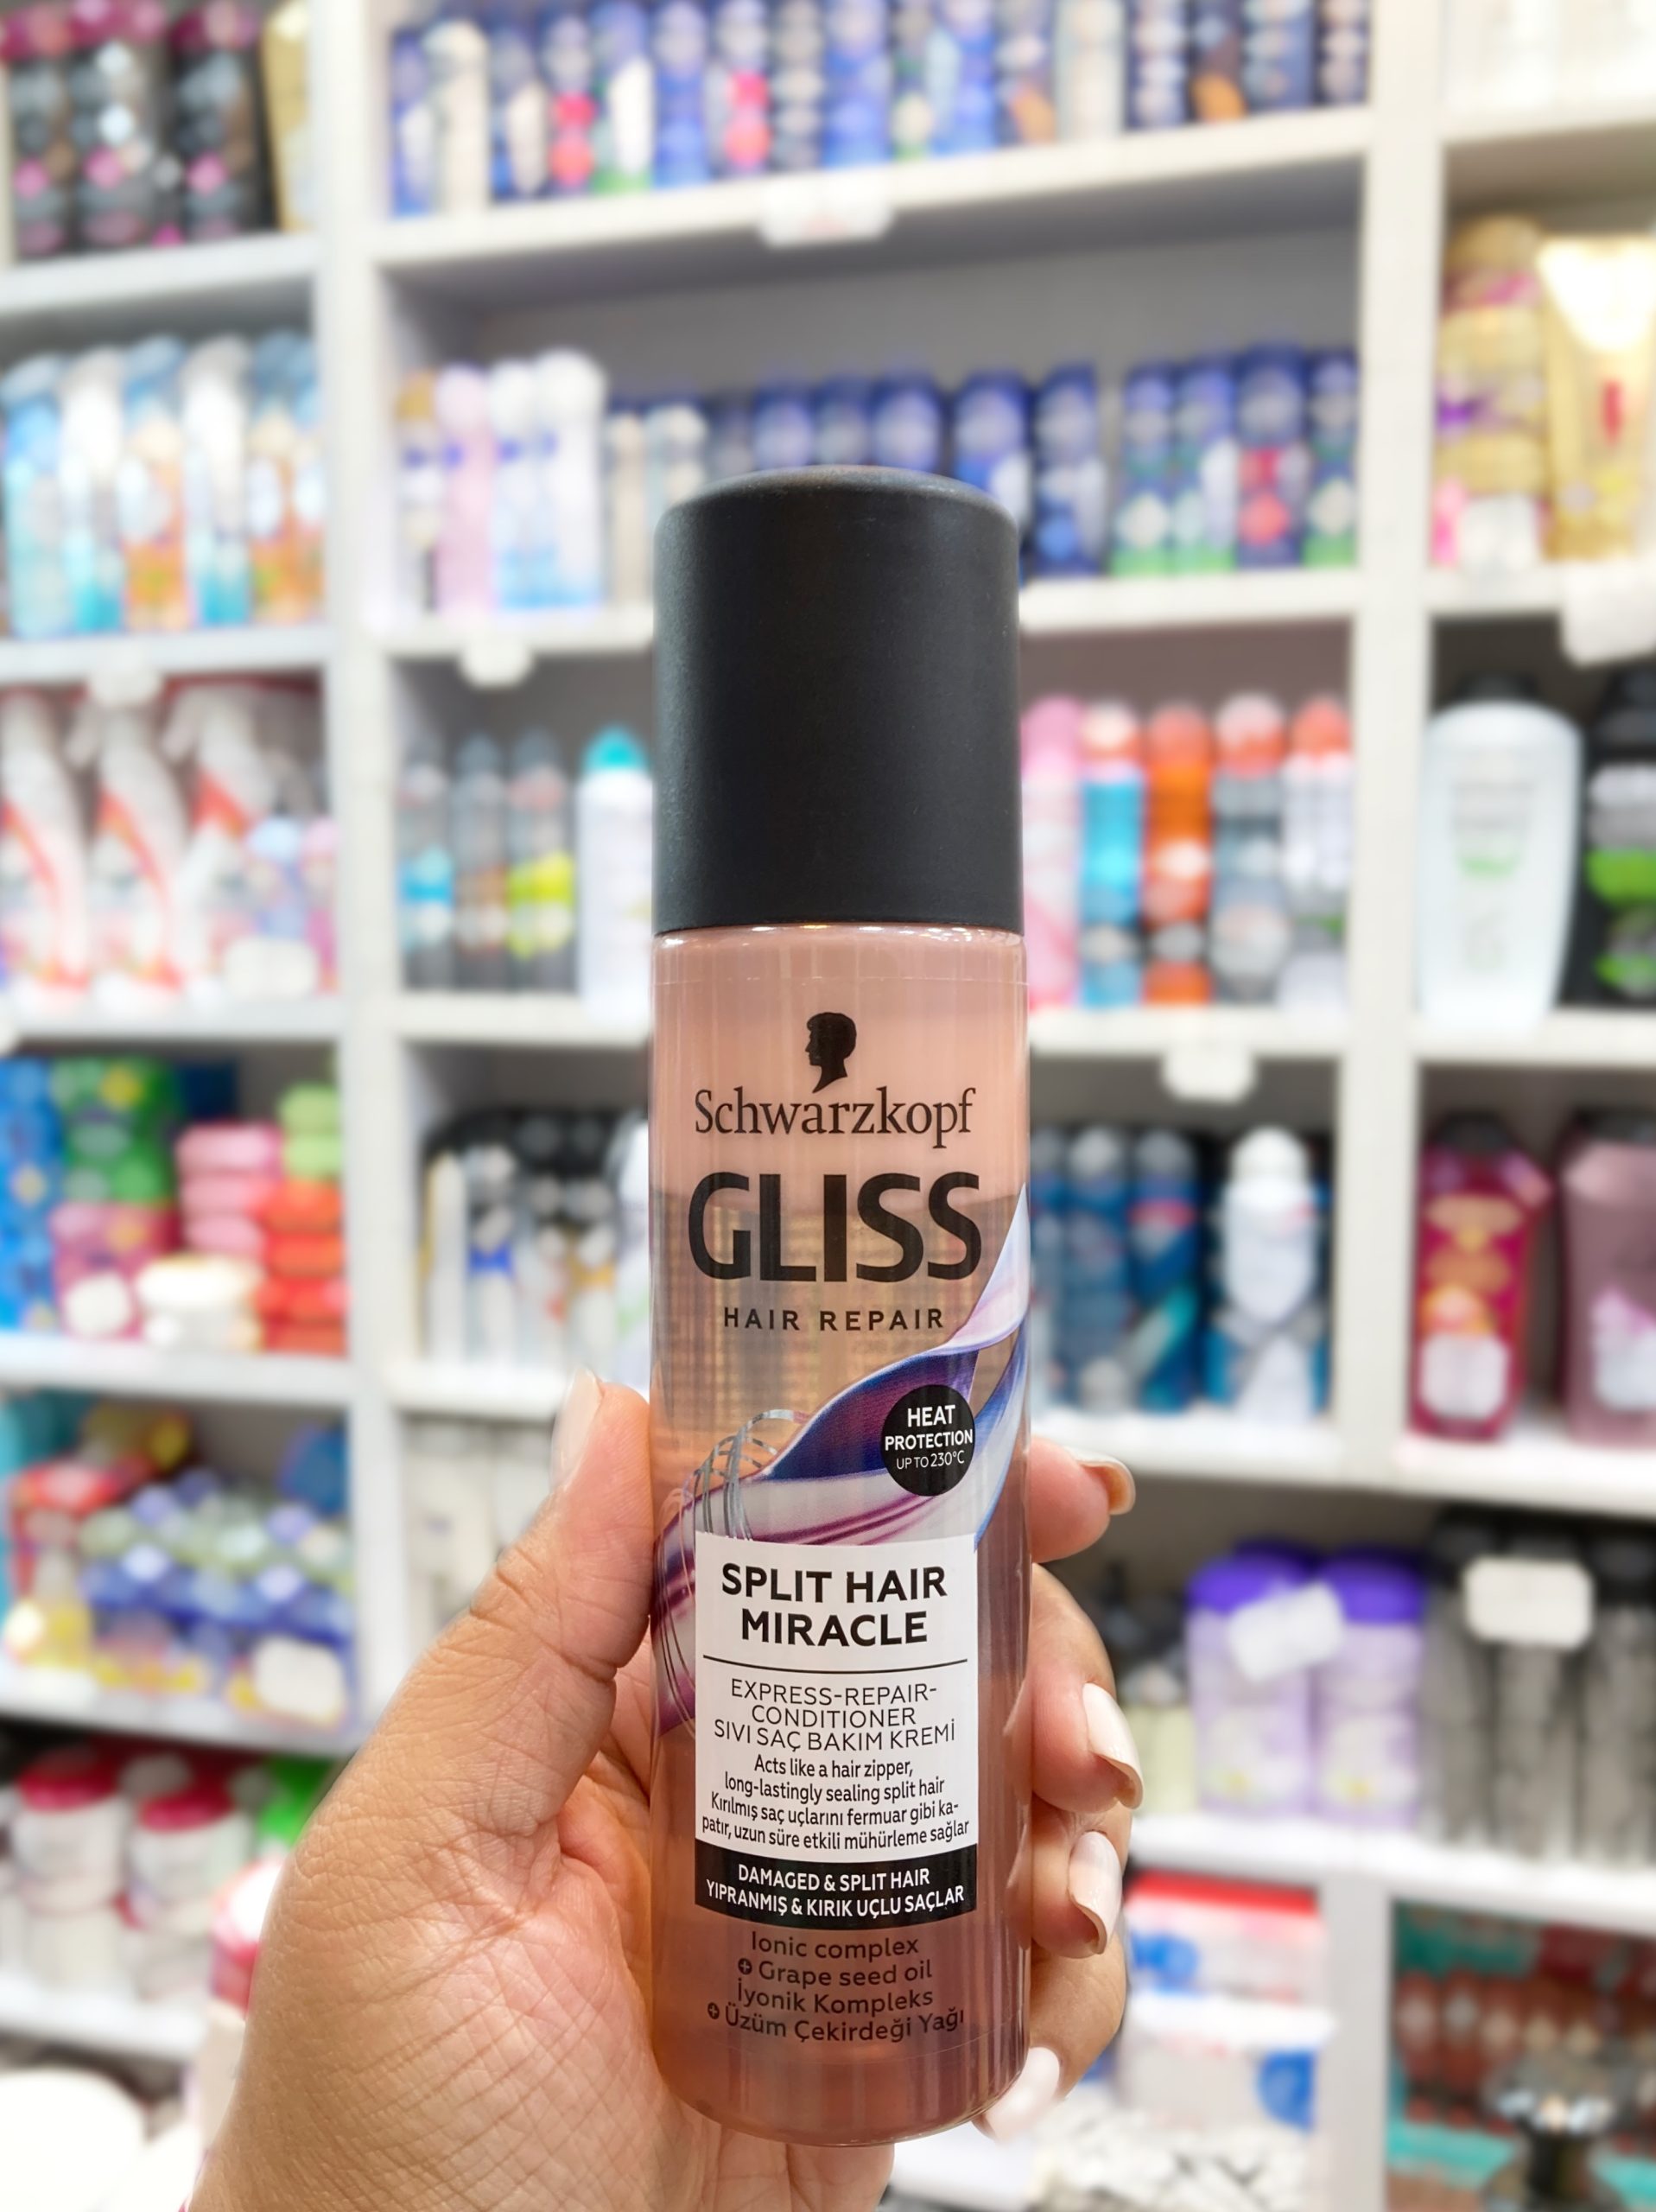 Schwarzkopf
GLISS
HAIR REPAIR
HEAT
PROTECTION
UP TO 230°C
SPLIT HAIR
MIRACLE
EXPRESS-REPAIR-
CONDITIONER
SIVI SAÇ BAKIM KREMİ
Acts like a hair zipper,
long-lastingly sealing split hair
Kırılmış saç uçlarını fermuar gibi ka-
patır, uzun süre etkili mühürleme sağlar
DAMAGED & SPLIT HAIR
YIPRANMIŞ & KIRIK UÇLU SAÇLAR
Ionic complex
+ Grape seed oil
İyonik Kompleks
+ Üzüm Çekirdeği Yağı